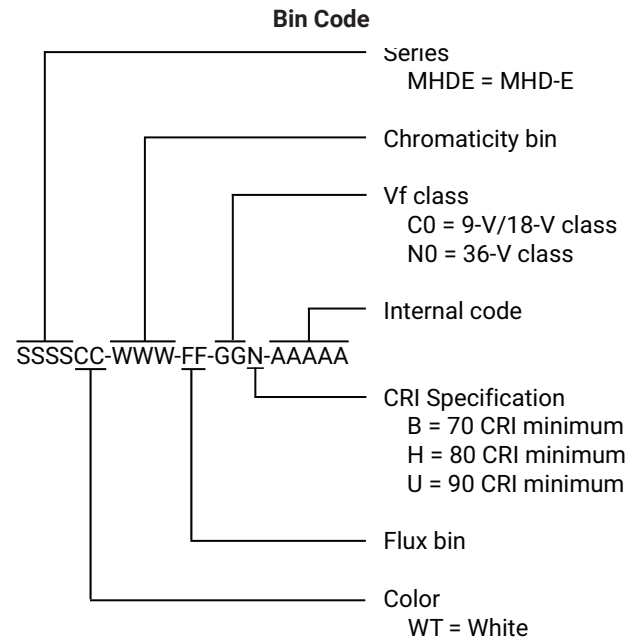 Bin Code
Series
MHDE = MHD-E
Chromaticity bin
Vf class
C0 = 9-V/18-V class
N0 = 36-V class
Internal code
SSSSCC-WWW-FF-GGN-AAAAA
CRI Specification
B = 70 CRI minimum
H = 80 CRI minimum
U = 90 CRI minimum
Flux bin
Color
WT = White